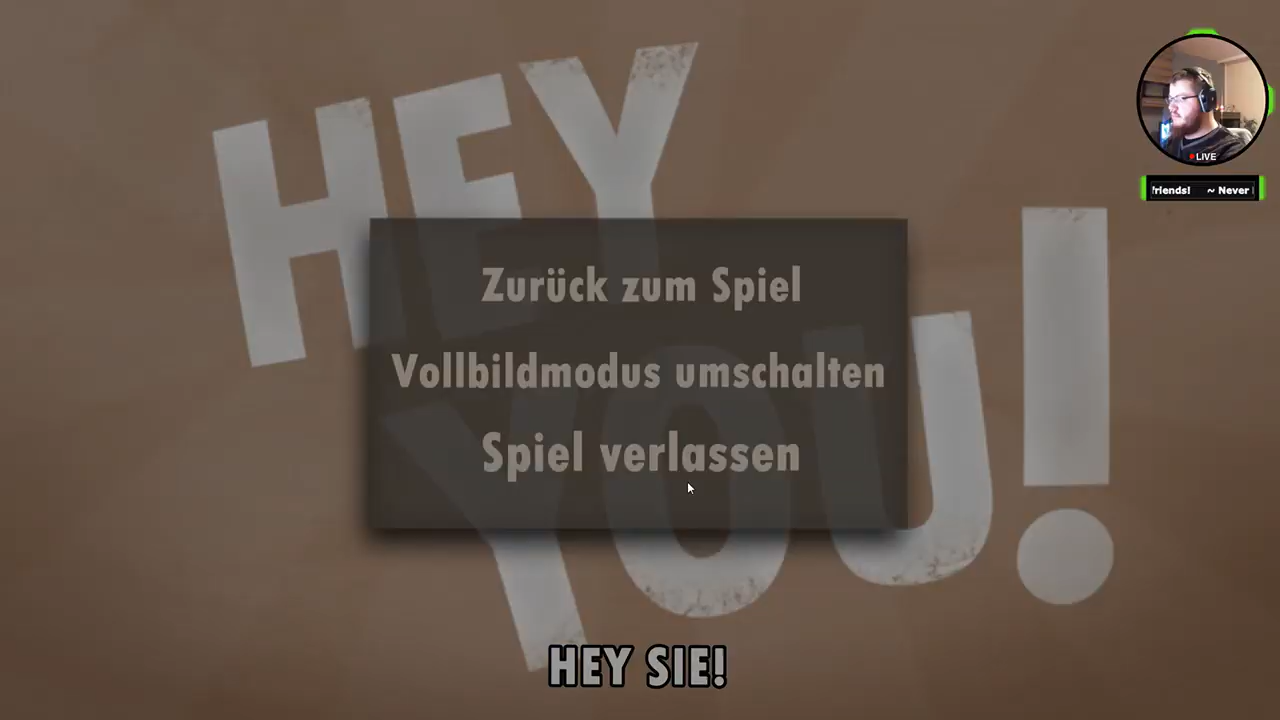 HEY
YOU!
Zurück zum Spiel
Vollbildmodus umschalten
Spiel verlassen
HEY SIE!
LIVE
friends! ~ Never